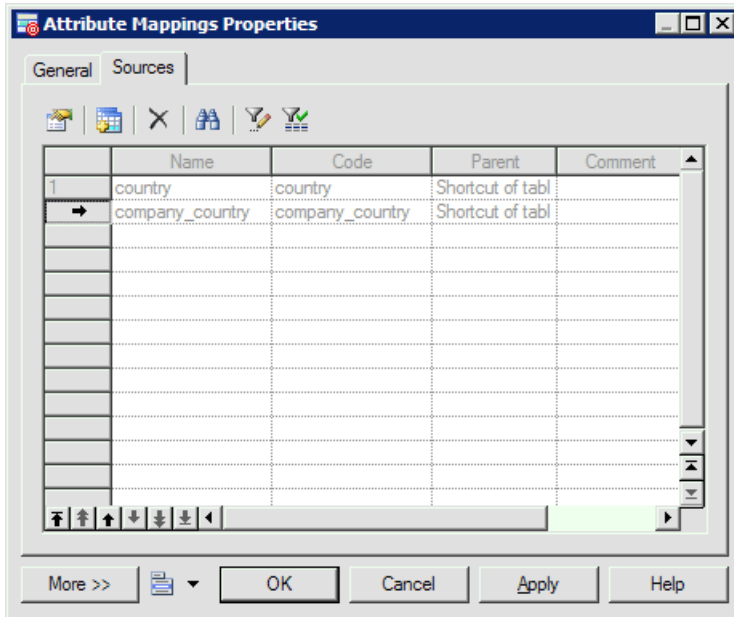 Attribute Mappings Properties
General Sources
Name Code Parent Comment
1 country country Shortcut of tabl
company_country company_country Shortcut of tabl
More >> OK Cancel Apply Help